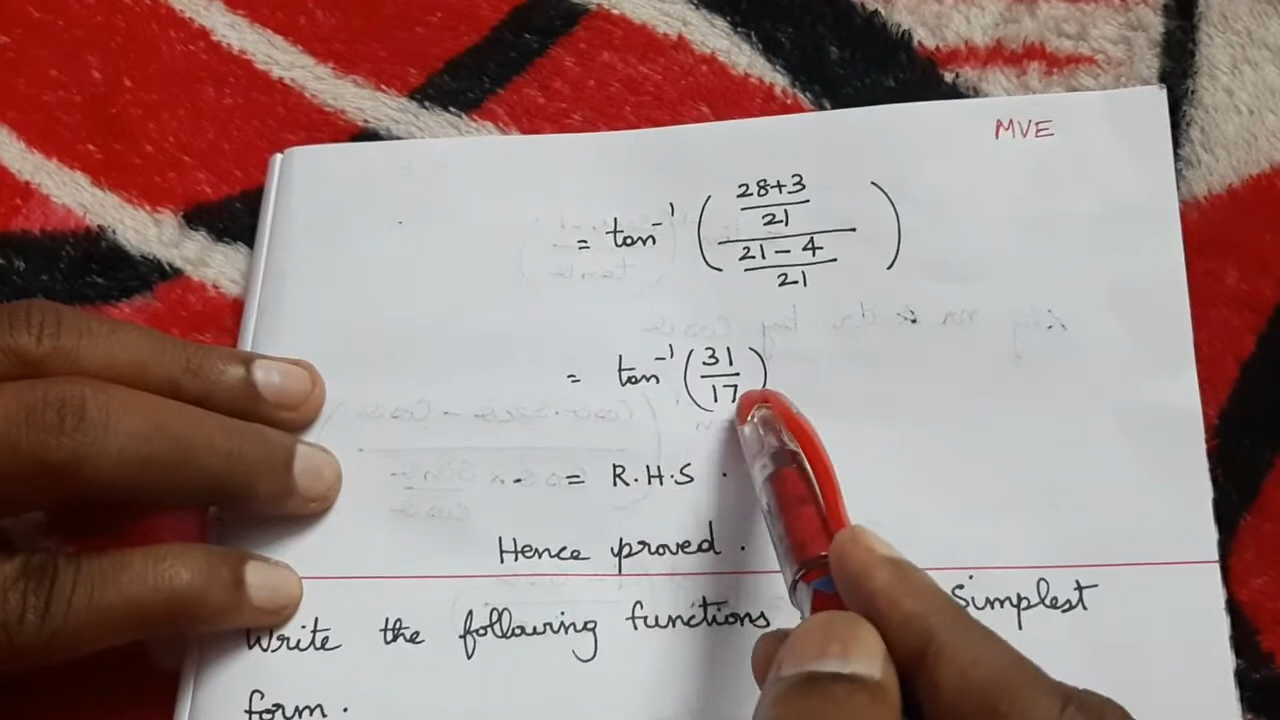 MVE
= tan⁻¹ ( (28+3)/21 / (21-4)/21 )
= tan⁻¹ (31/17)
= R.H.S.
Hence proved.
Write the following functions simplest
form.